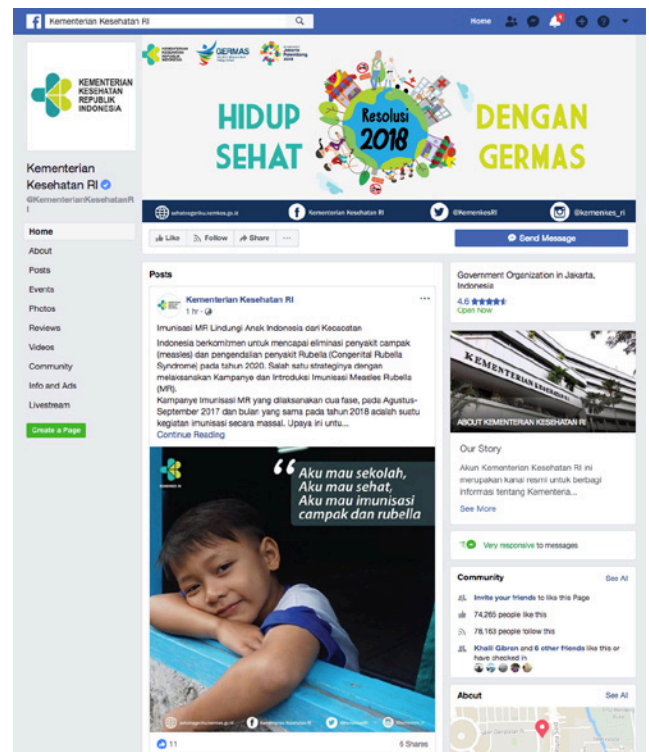 Kementerian Kesehatan RI
Home
KEMENTERIAN
KESEHATAN
REPUBLIK
INDONESIA
GERMAS
HIDUP
SEHAT
Resolusi
2018
DENGAN
GERMAS
Kementerian Kesehatan RI
@KemenkesRI
@kemenkes_ri
Kementerian
Kesehatan RI
@KementerianKesehatanR
I
Home
About
Posts
Events
Photos
Reviews
Videos
Community
Info and Ads
Livestream
Create a Page
Like
Follow
Share
Send Message
Posts
Kementerian Kesehatan RI
1 hr
Imunisasi MR Lindungi Anak Indonesia dari Kecacatan
Indonesia berkomitmen untuk mencapai eliminasi penyakit campak
(measles) dan pengendalian penyakit Rubella (Congenital Rubella
Syndrome) pada tahun 2020. Salah satu strateginya dengan
melaksanakan Kampanye dan Introduksi Imunisasi Measles Rubella
(MR).
Kampanye Imunisasi MR yang dilaksanakan dua fase, pada Agustus-
September 2017 dan bulan yang sama pada tahun 2018 adalah suatu
kegiatan imunisasi secara massal. Upaya ini untu...
Continue Reading
“ Aku mau sekolah,
Aku mau sehat,
Aku mau imunisasi
campak dan rubella
11
6 Shares
Government Organization in Jakarta,
Indonesia
4.6
Open Now
KEMENTERIAN KESEHATAN
ABOUT KEMENTERIAN KESEHATAN RI
Our Story
Akun Kementerian Kesehatan RI ini
merupakan kanal resmi untuk berbagi
informasi tentang Kementeria...
See More
Very responsive to messages
Community
See All
Invite your friends to like this Page
74,265 people like this
78,163 people follow this
Khalil Gibran and 6 other friends like this or
have checked in
About
See All